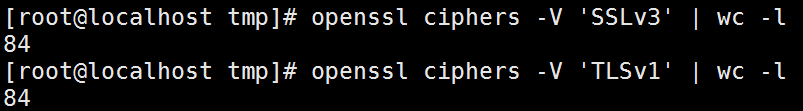 [root@localhost tmp]# openssl ciphers -V 'SSLv3' | wc -l
84
[root@localhost tmp]# openssl ciphers -V 'TLSv1' | wc -l
84